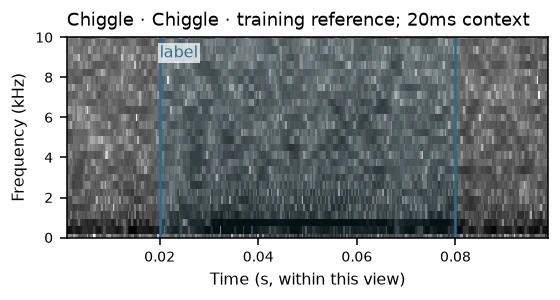 Chiggle · Chiggle · training reference; 20ms context
label
Frequency (kHz)
10
8
6
4
2
0
0.02 0.04 0.06 0.08
Time (s, within this view)